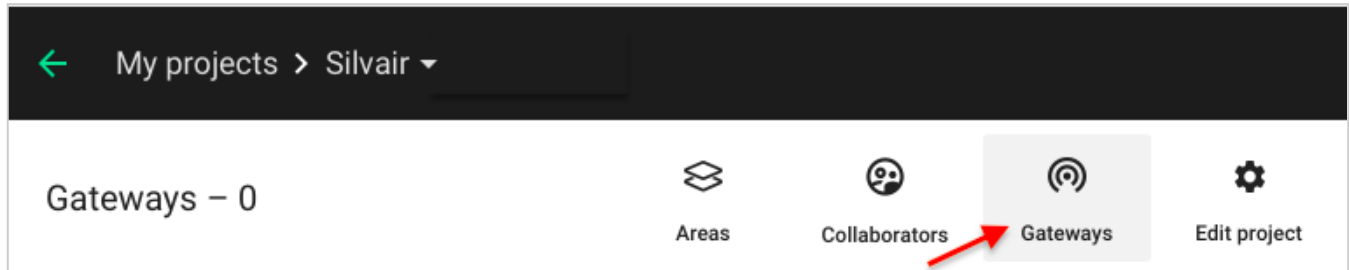 My projects > Silvair
Gateways – 0
Areas
Collaborators
Gateways
Edit project